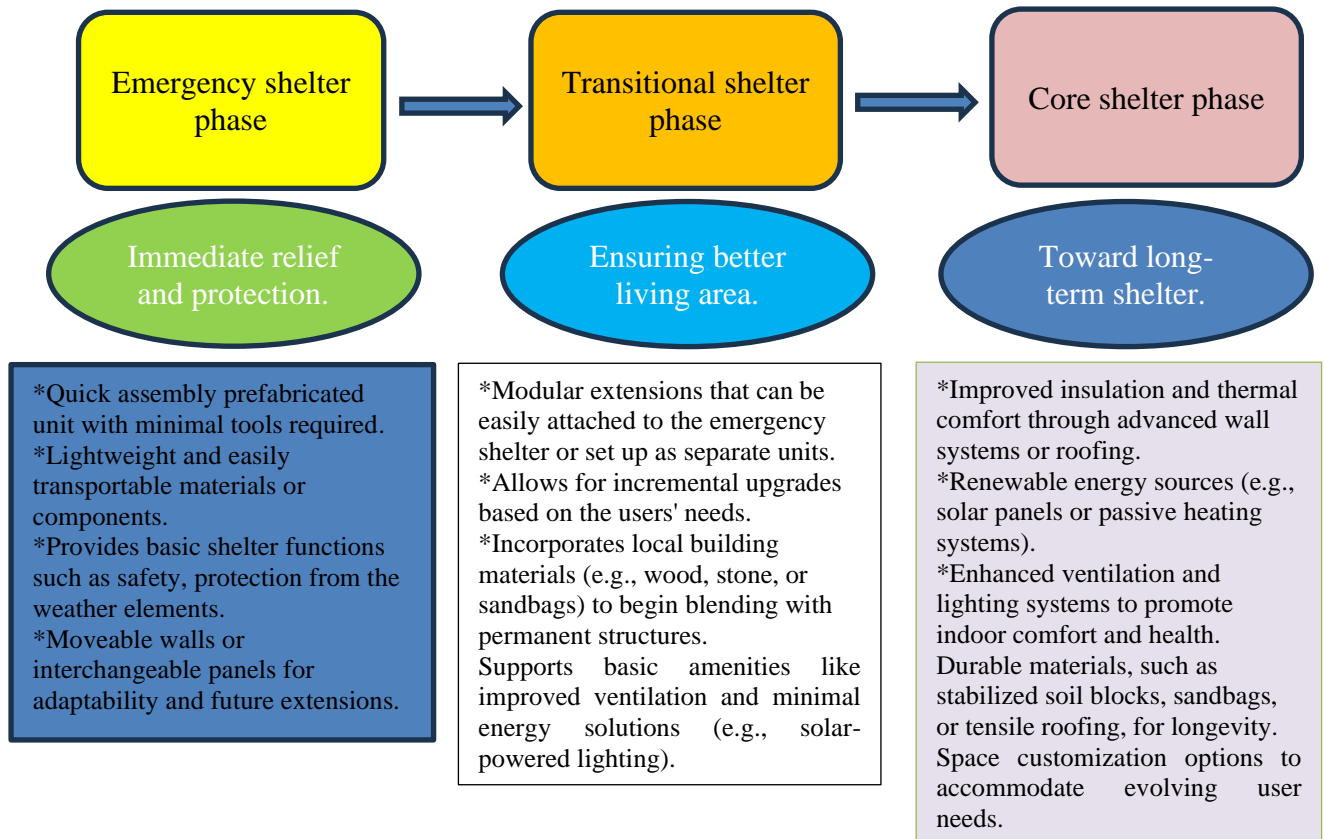 Emergency shelter
phase
Transitional shelter
phase
Core shelter phase
Immediate relief
and protection.
Ensuring better
living area.
Toward long-
term shelter.
*Quick assembly prefabricated
unit with minimal tools required.
*Lightweight and easily
transportable materials or
components.
*Provides basic shelter functions
such as safety, protection from the
weather elements.
*Moveable walls or
interchangeable panels for
adaptability and future extensions.
*Modular extensions that can be
easily attached to the emergency
shelter or set up as separate units.
*Allows for incremental upgrades
based on the users' needs.
*Incorporates local building
materials (e.g., wood, stone, or
sandbags) to begin blending with
permanent structures.
Supports basic amenities like
improved ventilation and minimal
energy solutions (e.g., solar-
powered lighting).
*Improved insulation and thermal
comfort through advanced wall
systems or roofing.
*Renewable energy sources (e.g.,
solar panels or passive heating
systems).
*Enhanced ventilation and
lighting systems to promote
indoor comfort and health.
Durable materials, such as
stabilized soil blocks, sandbags,
or tensile roofing, for longevity.
Space customization options to
accommodate evolving user
needs.